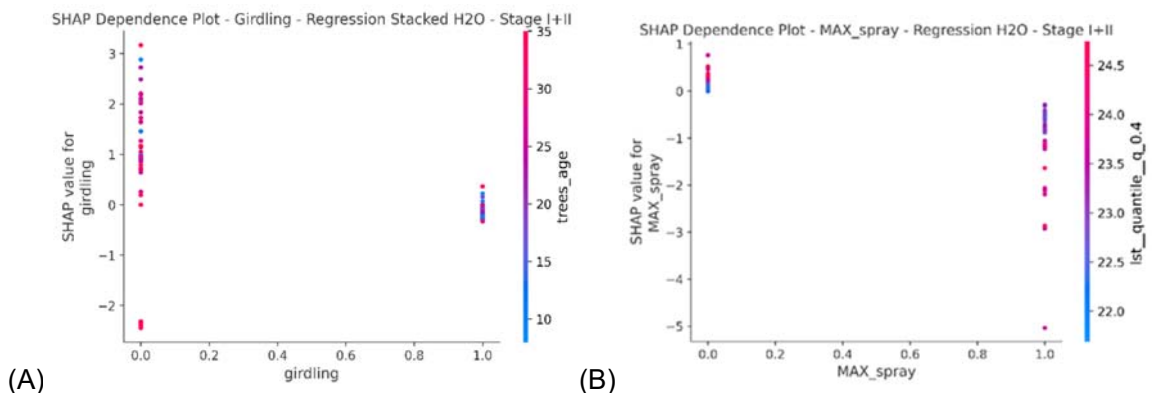 SHAP Dependence Plot - Girdling - Regression Stacked H2O - Stage I+II
3
2
1
0
−1
−2
SHAP value for
girdling
0.0 0.2 0.4 0.6 0.8 1.0
girdling
35
30
25
20
15
10
trees_age
(A)
SHAP Dependence Plot - MAX_spray - Regression H2O - Stage I+II
1
0
−1
−2
−3
−4
−5
SHAP value for
MAX_spray
0.0 0.2 0.4 0.6 0.8 1.0
MAX_spray
24.5
24.0
23.5
23.0
22.5
22.0
lst__quantile__q_0.4
(B)